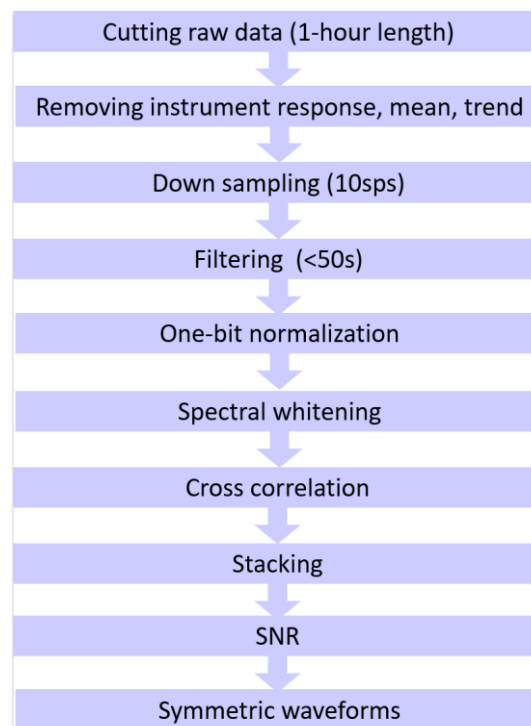 Cutting raw data (1-hour length)
Removing instrument response, mean, trend
Down sampling (10sps)
Filtering  (<50s)
One-bit normalization
Spectral whitening
Cross correlation
Stacking
SNR
Symmetric waveforms